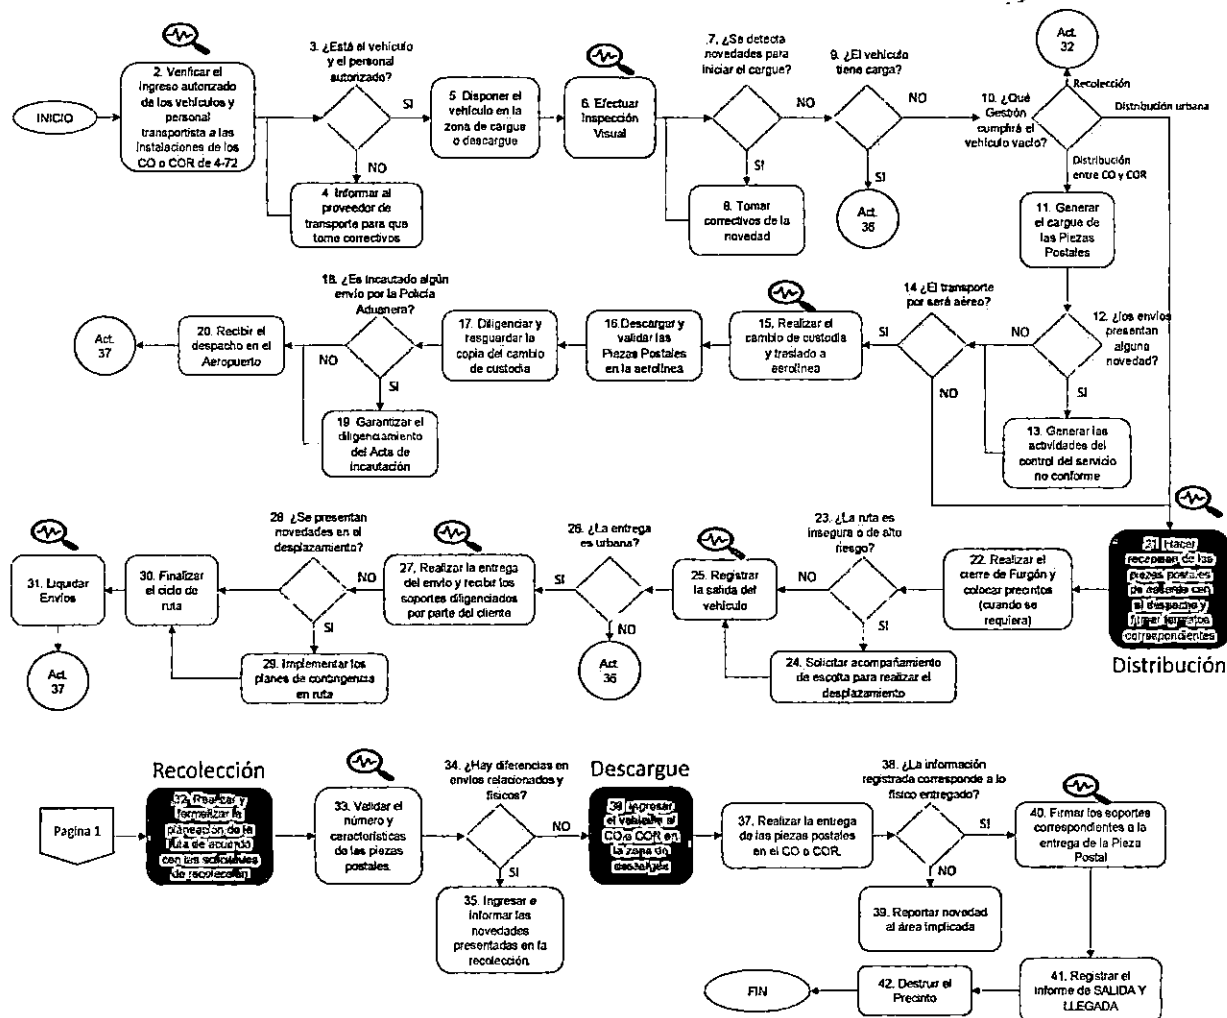 INICIO
2. Verificar el
ingreso autorizado
de los vehículos y
personal
transportista a las
instalaciones de los
CO o COR de 4-72
3. ¿Está el vehículo
y el personal
autorizado?
SI
NO
4 Informar al
proveedor de
transporte para que
tome correctivos
5 Disponer el
vehículo en la
zona de cargue
o descargue
6. Efectuar
Inspección
Visual
7. ¿Se detecta
novedades para
iniciar el cargue?
NO
SI
8. Tomar
correctivos de la
novedad
9. ¿El vehículo
tiene carga?
NO
SI
Act.
36
10. ¿Qué
Gestión
cumplirá el
vehículo vacío?
Act.
32
Recolección
Distribución urbana
Distribución
entre CO y COR
11. Generar
el cargue de
las Piezas
Postales
12. ¿los envíos
presentan
alguna
novedad?
NO
SI
13. Generar las
actividades del
control del servicio
no conforme
14 ¿El transporte
por será aéreo?
SI
NO
15. Realizar el
cambio de custodia
y traslado a
aerolínea
16.Descargar y
validar las
Piezas Postales
en la aerolínea
17. Diligenciar y
resguardar la
copia del cambio
de custodia
18. ¿Es incautado algún
envío por la Policía
Aduanera?
NO
SI
19 Garantizar el
diligenciamiento
del Acta de
incautación
20. Recibir el
despacho en el
Aeropuerto
Act.
37
21. Hacer
recepción de las
piezas postales
de acuerdo con
el despacho y
firmar formatos
correspondientes
Distribución
22. Realizar el
cierre de Furgón y
colocar precintos
(cuando se
requiera)
23. ¿La ruta es
insegura o de alto
riesgo?
NO
SI
24. Solicitar acompañamiento
de escolta para realizar el
desplazamiento
25. Registrar
la salida del
vehículo
26. ¿La entrega
es urbana?
SI
NO
Act.
36
27. Realizar la entrega
del envío y recibir los
soportes diligenciados
por parte del cliente
28 ¿Se presentan
novedades en el
desplazamiento?
NO
SI
29. Implementar los
planes de contingencia
en ruta
30. Finalizar
el ciclo de
ruta
31. Liquidar
Envíos
Act.
37
Pagina 1
Recolección
32. Realizar y
formalizar la
planeación de la
ruta de acuerdo
con las solicitudes
de recolección
33. Validar el
número y
características
de las piezas
postales.
34. ¿Hay diferencias en
envíos relacionados y
físicos?
NO
SI
35. Ingresar e
informar las
novedades
presentadas en la
recolección.
Descargue
36 Ingresar
el vehículo al
CO o COR en
la zona de
descargue
37. Realizar la entrega
de las piezas postales
en el CO o COR.
38. ¿La información
registrada corresponde a lo
físico entregado?
SI
NO
39. Reportar novedad
al área implicada
40. Firmar los soportes
correspondientes a la
entrega de la Pieza
Postal
41. Registrar el
informe de SALIDA Y
LLEGADA
42. Destruir el
Precinto
FIN